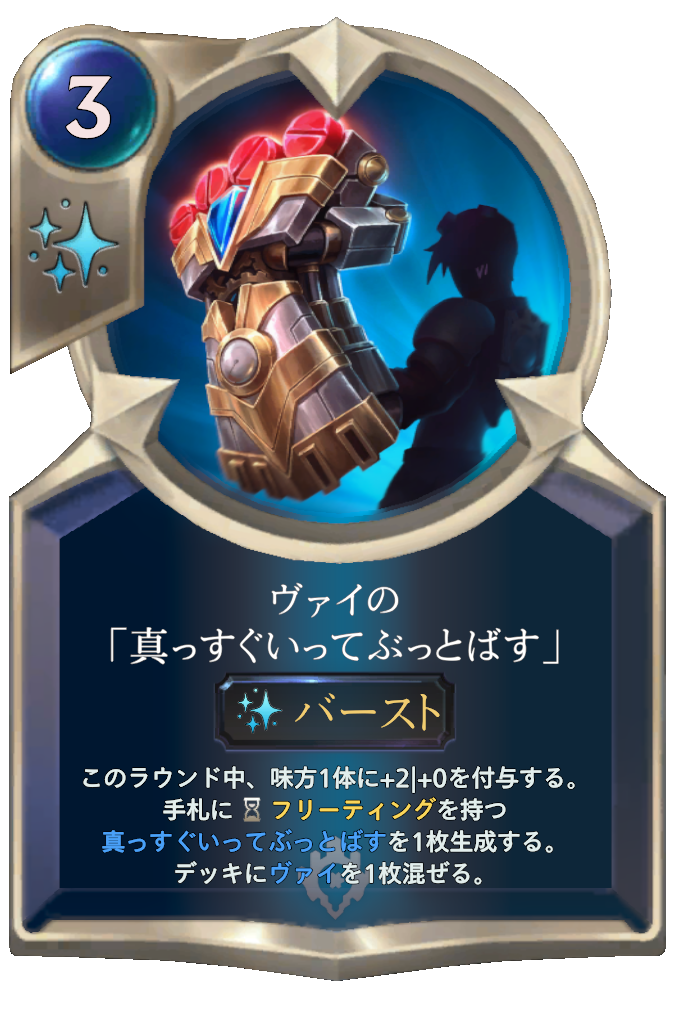 3
ヴァイの
「真っすぐいってぶっとばす」
バースト
このラウンド中、味方1体に+2|+0を付与する。
手札に フリーティングを持つ
真っすぐいってぶっとばすを1枚生成する。
デッキにヴァイを1枚混ぜる。